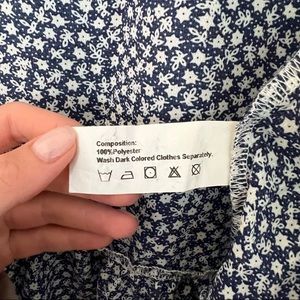 Composition:
100%Polyester
Wash Dark Colored Clothes Separately.